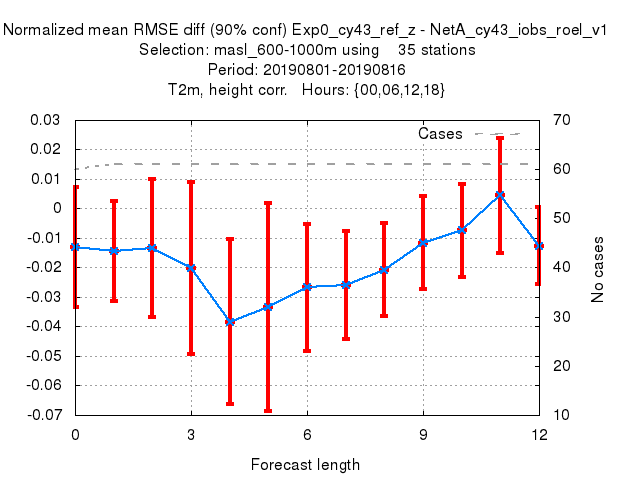 Normalized mean RMSE diff (90% conf) Exp0_cy43_ref_z - NetA_cy43_iobs_roel_v1
Selection: masl_600-1000m using 35 stations
Period: 20190801-20190816
T2m, height corr. Hours: {00,06,12,18}
0.03
0.02
0.01
0
-0.01
-0.02
-0.03
-0.04
-0.05
-0.06
-0.07
Cases
70
60
50
40
30
20
10
No cases
0 3 6 9 12
Forecast length